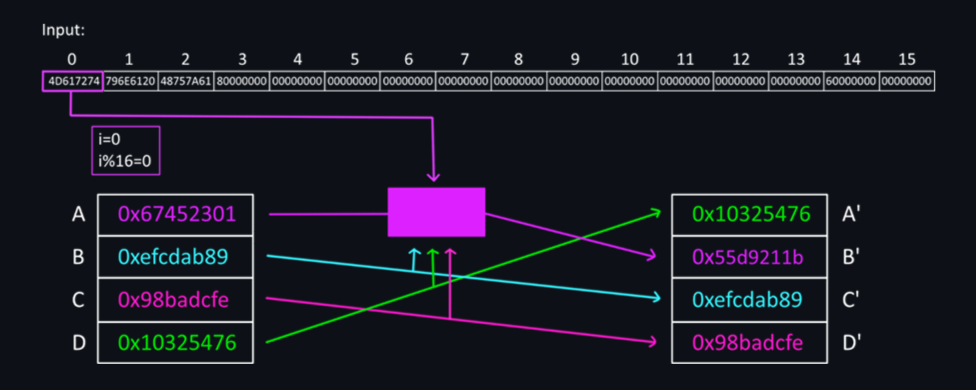 Input:
0 1 2 3 4 5 6 7 8 9 10 11 12 13 14 15
4D617274 796E6120 48757A61 80000000 00000000 00000000 00000000 00000000 00000000 00000000 00000000 00000000 00000000 00000000 60000000 00000000
i=0
i%16=0
A 0x67452301 0x10325476 A'
B 0xefcdab89 0x55d9211b B'
C 0x98badcfe 0xefcdab89 C'
D 0x10325476 0x98badcfe D'